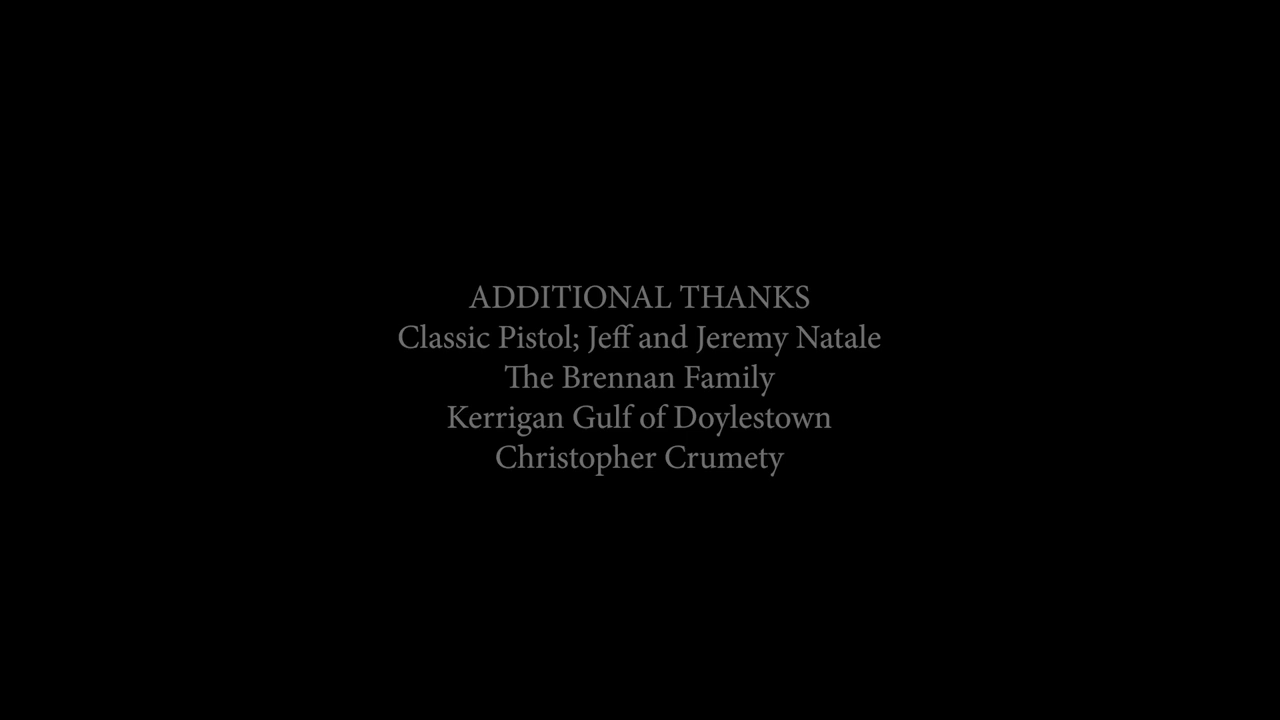 ADDITIONAL THANKS
Classic Pistol; Jeff and Jeremy Natale
The Brennan Family
Kerrigan Gulf of Doylestown
Christopher Crumety